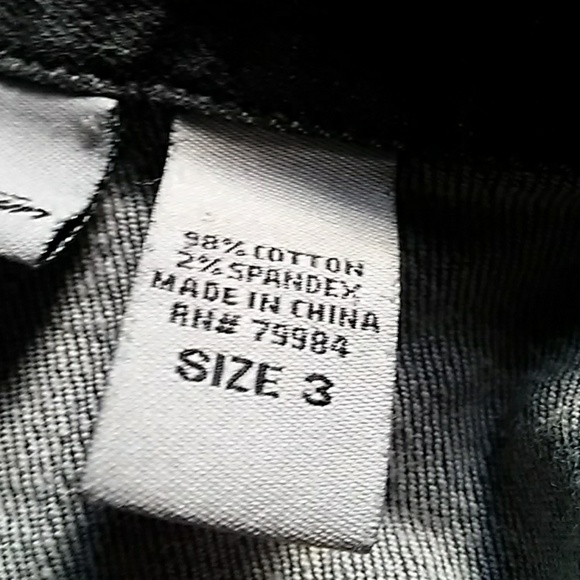 98% COTTON
2% SPANDEX
MADE IN CHINA
RN# 79984
SIZE 3